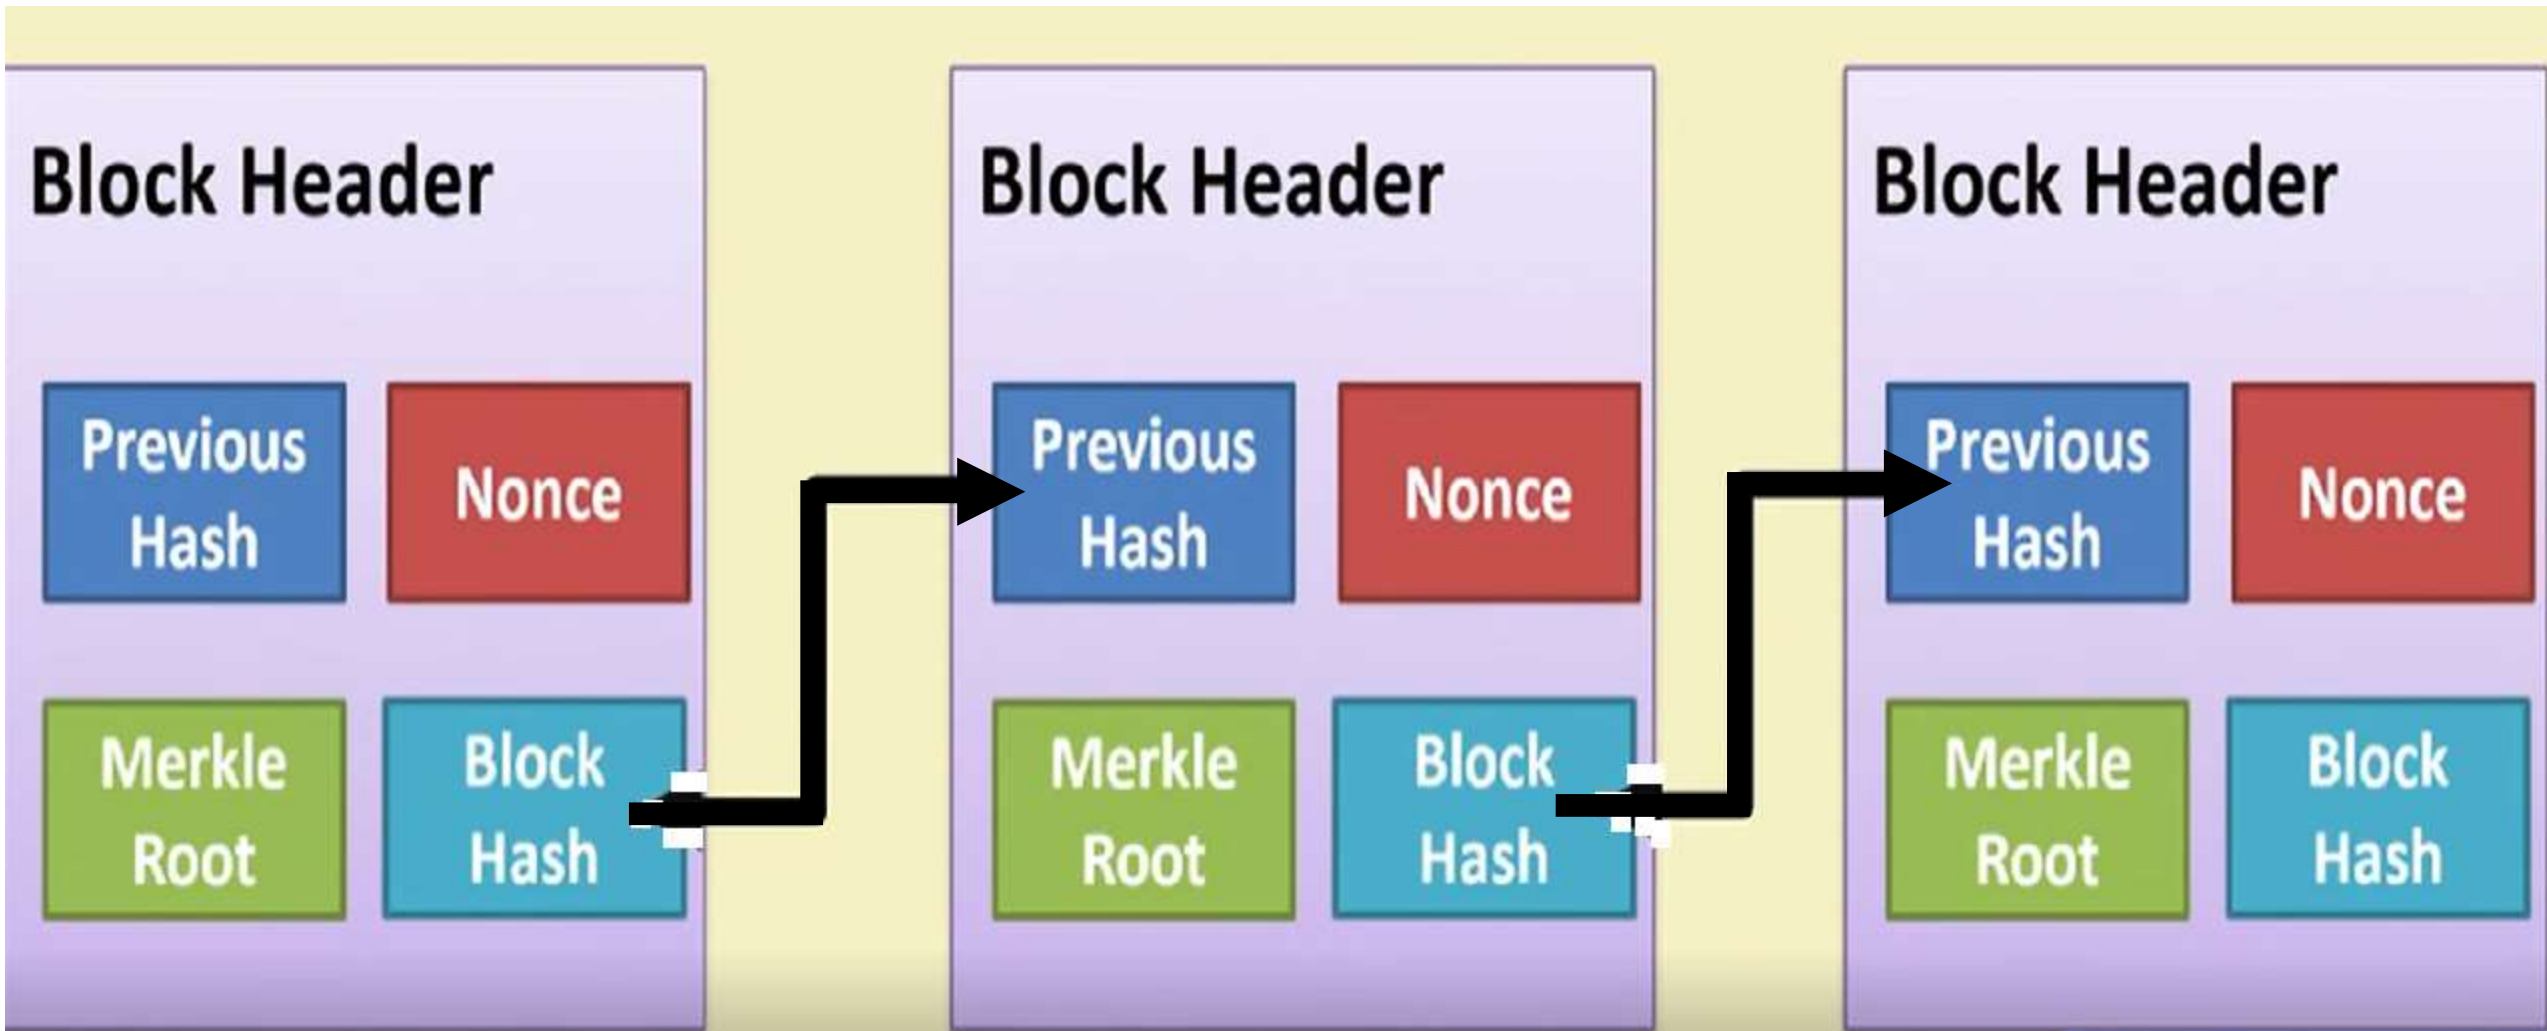 Block Header
Previous
Hash
Nonce
Merkle
Root
Block
Hash
Block Header
Previous
Hash
Nonce
Merkle
Root
Block
Hash
Block Header
Previous
Hash
Nonce
Merkle
Root
Block
Hash